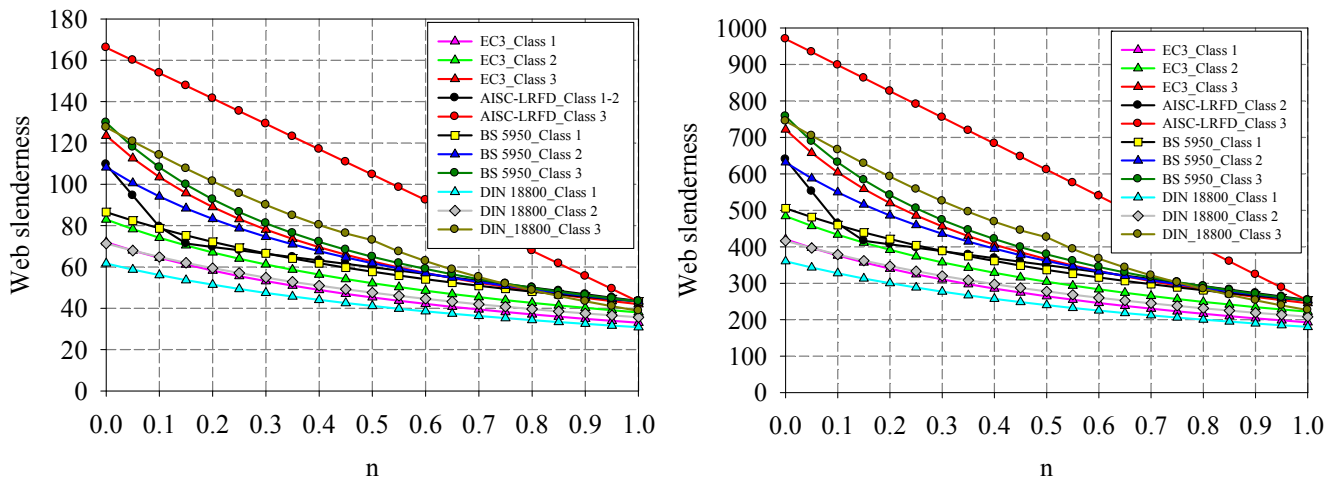 180
160
140
120
100
80
60
40
20
0
Web slenderness
0.0 0.1 0.2 0.3 0.4 0.5 0.6 0.7 0.8 0.9 1.0
n
EC3_Class 1
EC3_Class 2
EC3_Class 3
AISC-LRFD_Class 1-2
AISC-LRFD_Class 3
BS 5950_Class 1
BS 5950_Class 2
BS 5950_Class 3
DIN 18800_Class 1
DIN 18800_Class 2
DIN_18800_Class 3
1000
900
800
700
600
500
400
300
200
100
0
Web slenderness
0.0 0.1 0.2 0.3 0.4 0.5 0.6 0.7 0.8 0.9 1.0
n
EC3_Class 1
EC3_Class 2
EC3_Class 3
AISC-LRFD_Class 2
AISC-LRFD_Class 3
BS 5950_Class 1
BS 5950_Class 2
BS 5950_Class 3
DIN 18800_Class 1
DIN 18800_Class 2
DIN_18800_Class 3